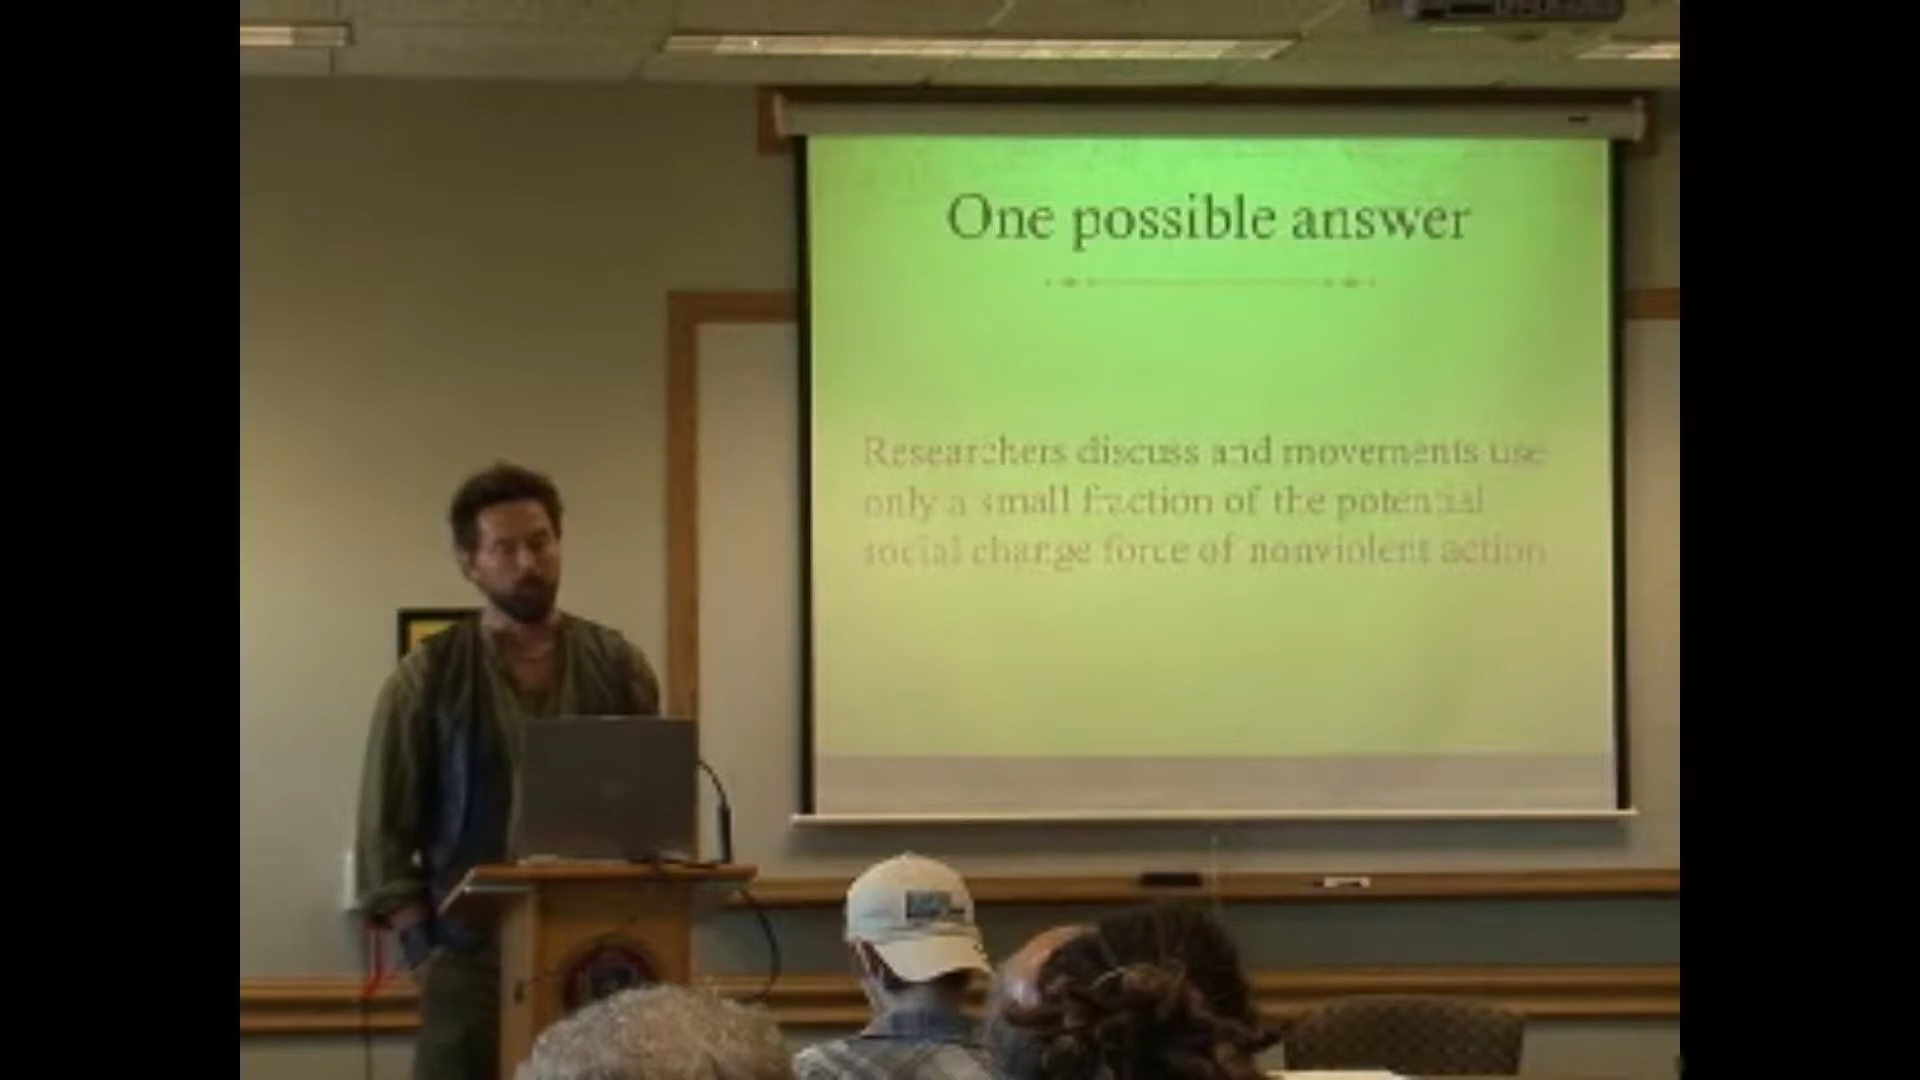 One possible answer
Researchers discuss and movements use
only a small fraction of the potential
social change force of nonviolent action